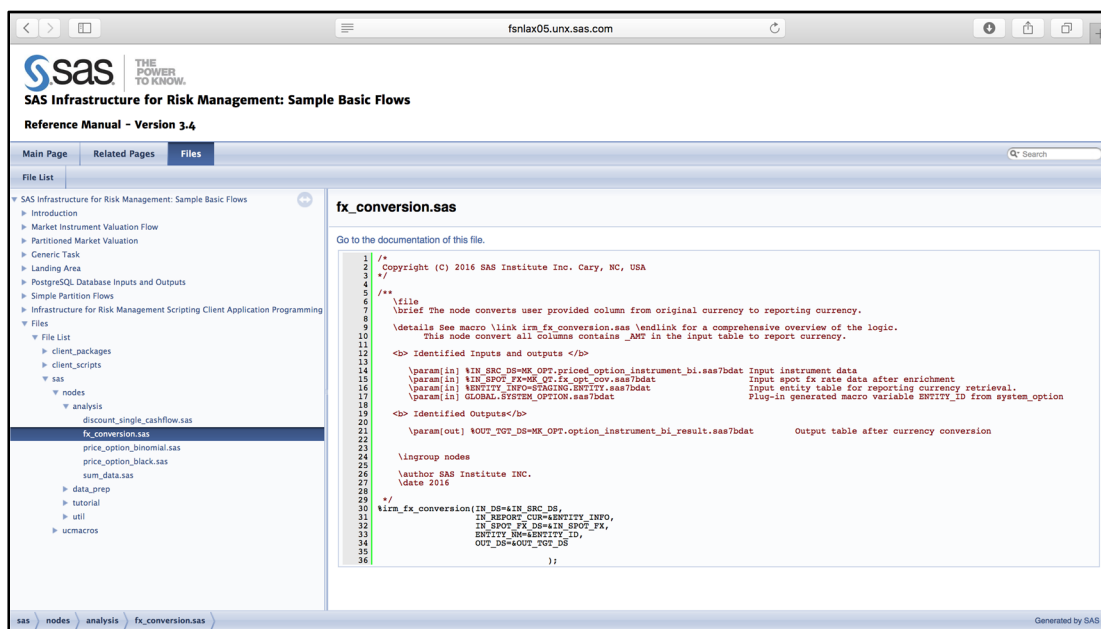 fsnlax05.unx.sas.com
sas THE POWER TO KNOW.
SAS Infrastructure for Risk Management: Sample Basic Flows
Reference Manual - Version 3.4
Main Page Related Pages Files
Search
File List
SAS Infrastructure for Risk Management: Sample Basic Flows
Introduction
Market Instrument Valuation Flow
Partitioned Market Valuation
Generic Task
Landing Area
PostgreSQL Database Inputs and Outputs
Simple Partition Flows
Infrastructure for Risk Management Scripting Client Application Programming
Files
File List
client_packages
client_scripts
sas
nodes
analysis
discount_single_cashflow.sas
fx_conversion.sas
price_option_binomial.sas
price_option_black.sas
sum_data.sas
data_prep
tutorial
util
ucmacros
fx_conversion.sas
Go to the documentation of this file.
1 /*
2 Copyright (C) 2016 SAS Institute Inc. Cary, NC, USA
3 */
4
5 /**
6 \file
7 \brief The node converts user provided column from original currency to reporting currency.
8
9 \details See macro \link irm_fx_conversion.sas \endlink for a comprehensive overview of the logic.
10 This node convert all columns contains _AMT in the input table to report currency.
11
12 <b> Identified Inputs and outputs </b>
13
14 \param[in] %IN_SRC_DS=MK_OPT.priced_option_instrument_bi.sas7bdat Input instrument data
15 \param[in] %IN_SPOT_FX=MK_QT.fx_opt_cov.sas7bdat Input spot fx rate data after enrichment
16 \param[in] %ENTITY_INFO=STAGING.ENTITY.sas7bdat Input entity table for reporting currency retrieval.
17 \param[in] GLOBAL.SYSTEM_OPTION.sas7bdat Plug-in generated macro variable ENTITY_ID from system_option
18
19 <b> Identified Outputs</b>
20
21 \param[out] %OUT_TGT_DS=MK_OPT.option_instrument_bi_result.sas7bdat Output table after currency conversion
22
23
24 \ingroup nodes
25
26 \author SAS Institute INC.
27 \date 2016
28
29 */
30 %irm_fx_conversion(IN_DS=&IN_SRC_DS,
31 IN_REPORT_CUR=&ENTITY_INFO,
32 IN_SPOT_FX_DS=&IN_SPOT_FX,
33 ENTITY_NM=&ENTITY_ID,
34 OUT_DS=&OUT_TGT_DS
35
36 );
sas nodes analysis fx_conversion.sas
Generated by SAS